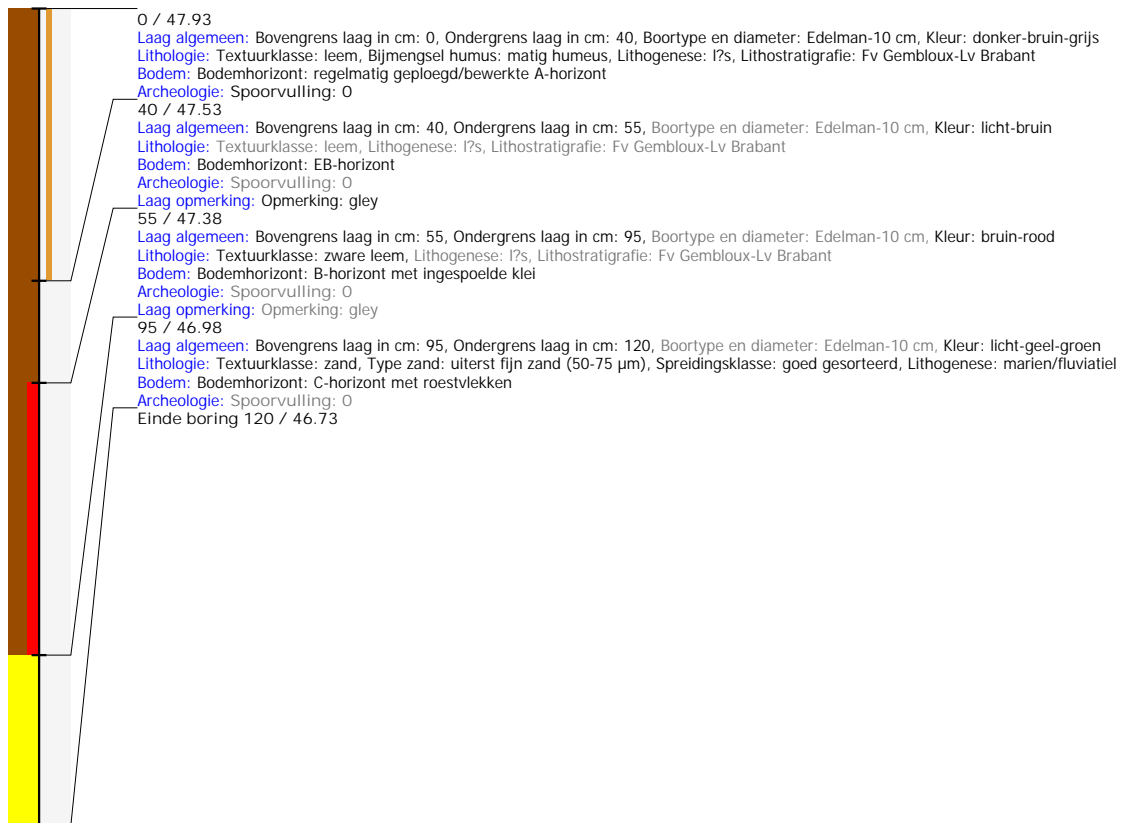 0 / 47.93
Laag algemeen: Bovengrens laag in cm: 0, Ondergrens laag in cm: 40, Boortype en diameter: Edelman-10 cm, Kleur: donker-bruin-grijs
Lithologie: Textuurklasse: leem, Bijmengsel humus: matig humeus, Lithogenese: l?s, Lithostratigrafie: Fv Gembloux-Lv Brabant
Bodem: Bodemhorizont: regelmatig geploegd/bewerkte A-horizont
Archeologie: Spoorvulling: 0
40 / 47.53
Laag algemeen: Bovengrens laag in cm: 40, Ondergrens laag in cm: 55, Boortype en diameter: Edelman-10 cm, Kleur: licht-bruin
Lithologie: Textuurklasse: leem, Lithogenese: l?s, Lithostratigrafie: Fv Gembloux-Lv Brabant
Bodem: Bodemhorizont: EB-horizont
Archeologie: Spoorvulling: 0
Laag opmerking: Opmerking: gley
55 / 47.38
Laag algemeen: Bovengrens laag in cm: 55, Ondergrens laag in cm: 95, Boortype en diameter: Edelman-10 cm, Kleur: bruin-rood
Lithologie: Textuurklasse: zware leem, Lithogenese: l?s, Lithostratigrafie: Fv Gembloux-Lv Brabant
Bodem: Bodemhorizont: B-horizont met ingespoelde klei
Archeologie: Spoorvulling: 0
Laag opmerking: Opmerking: gley
95 / 46.98
Laag algemeen: Bovengrens laag in cm: 95, Ondergrens laag in cm: 120, Boortype en diameter: Edelman-10 cm, Kleur: licht-geel-groen
Lithologie: Textuurklasse: zand, Type zand: uiterst fijn zand (50-75 µm), Spreidingsklasse: goed gesorteerd, Lithogenese: marien/fluviatiel
Bodem: Bodemhorizont: C-horizont met roestvlekken
Archeologie: Spoorvulling: 0
Einde boring 120 / 46.73